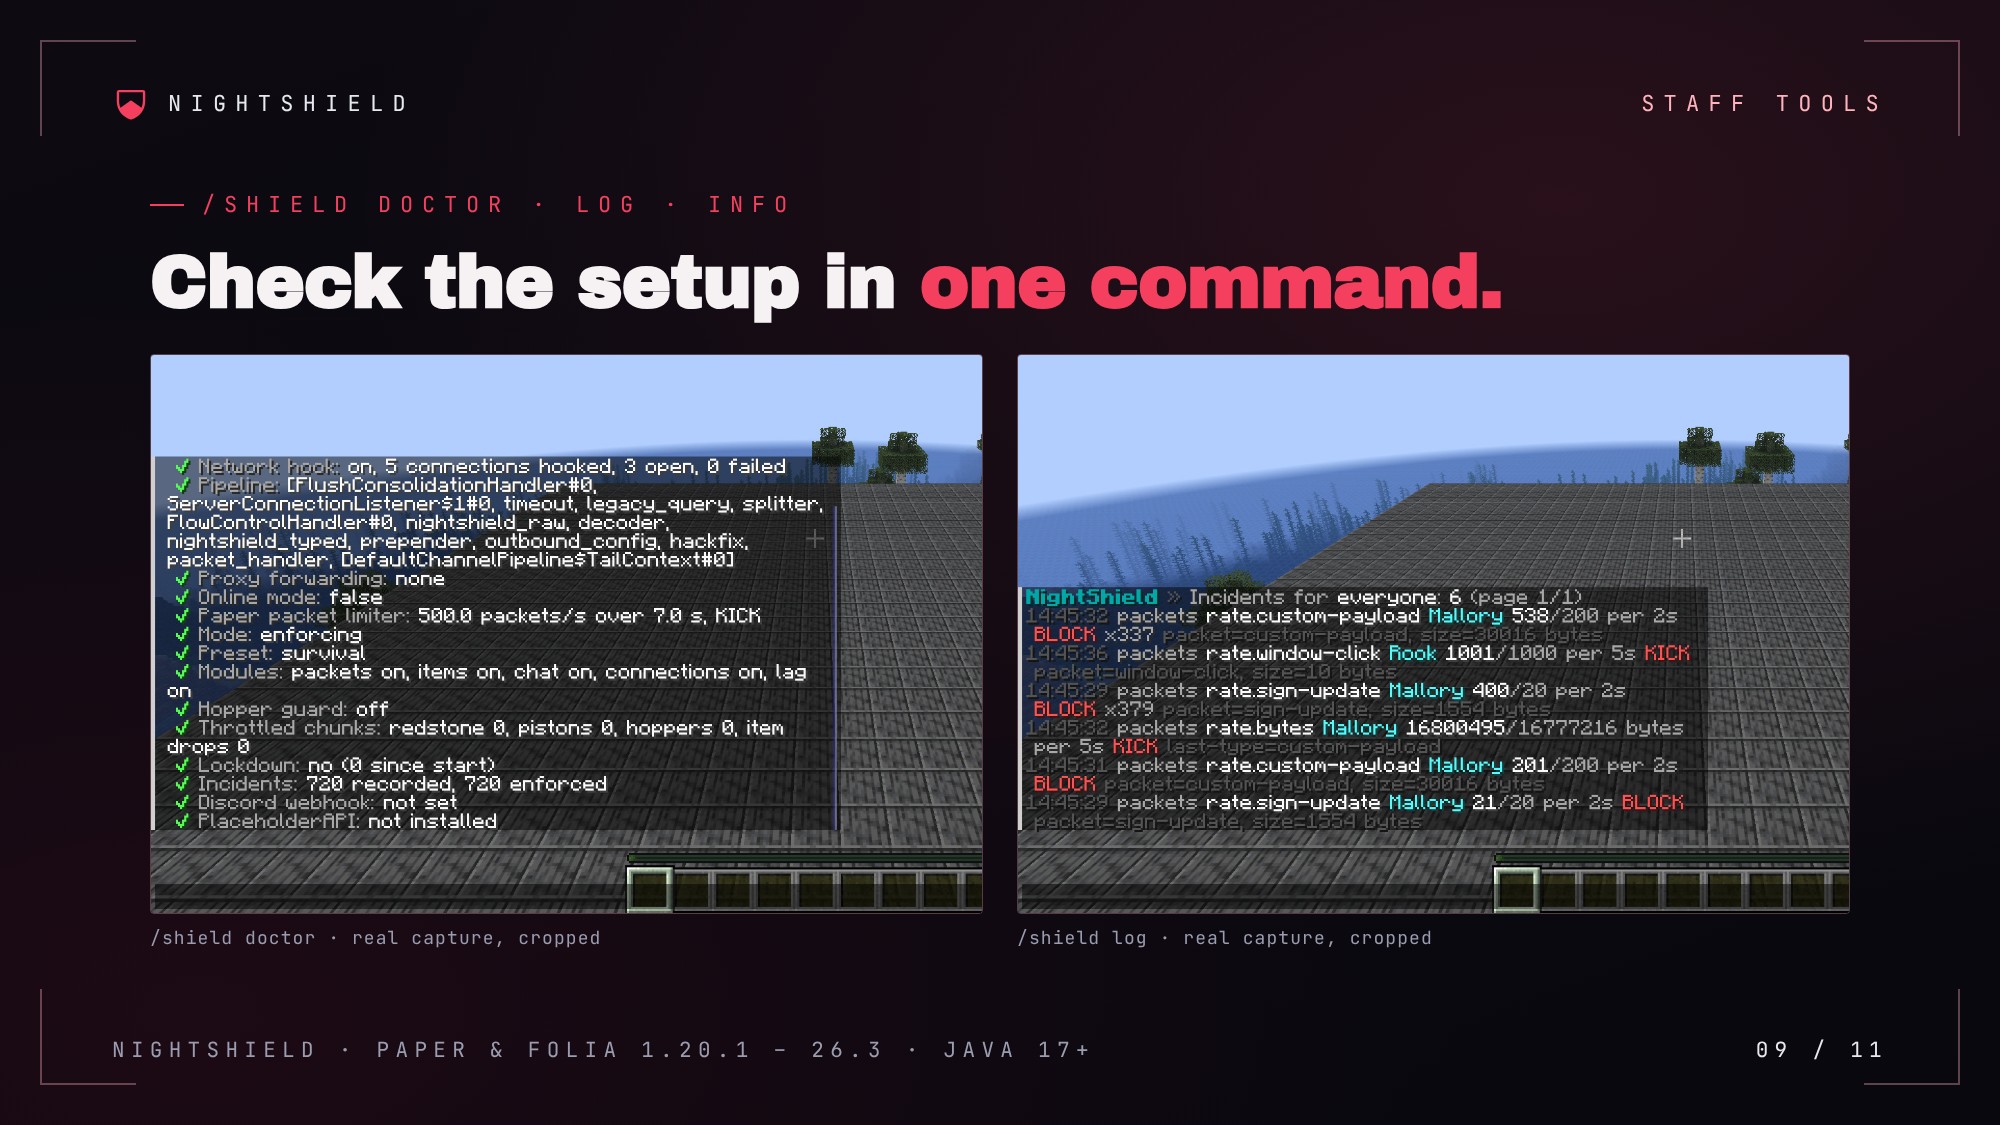 NIGHTSHIELD
STAFF TOOLS
/SHIELD DOCTOR · LOG · INFO
Check the setup in one command.
✔ Network hook: on, 5 connections hooked, 3 open, 0 failed
✔ Pipeline: [FlushConsolidationHandler#0,
ServerConnectionListener$1#0, timeout, legacy_query, splitter,
FlowControlHandler#0, nightshield_raw, decoder,
nightshield_typed, prepender, outbound_config, hackfix,
packet_handler, DefaultChannelPipeline$TailContext#0]
✔ Proxy forwarding: none
✔ Online mode: false
✔ Paper packet limiter: 500.0 packets/s over 7.0 s, KICK
✔ Mode: enforcing
✔ Preset: survival
✔ Modules: packets on, items on, chat on, connections on, lag
on
✔ Hopper guard: off
✔ Throttled chunks: redstone 0, pistons 0, hoppers 0, item
drops 0
✔ Lockdown: no (0 since start)
✔ Incidents: 720 recorded, 720 enforced
✔ Discord webhook: not set
✔ PlaceholderAPI: not installed
/shield doctor · real capture, cropped
NightShield » Incidents for everyone: 6 (page 1/1)
14:45:32 packets rate.custom-payload Mallory 538/200 per 2s
BLOCK x337 packet=custom-payload, size=30016 bytes
14:45:36 packets rate.window-click Rook 1001/1000 per 5s KICK
packet=window-click, size=10 bytes
14:45:29 packets rate.sign-update Mallory 400/20 per 2s
BLOCK x379 packet=sign-update, size=1554 bytes
14:45:32 packets rate.bytes Mallory 16800495/16777216 bytes
per 5s KICK last-type=custom-payload
14:45:31 packets rate.custom-payload Mallory 201/200 per 2s
BLOCK packet=custom-payload, size=30016 bytes
14:45:29 packets rate.sign-update Mallory 21/20 per 2s BLOCK
packet=sign-update, size=1554 bytes
/shield log · real capture, cropped
NIGHTSHIELD · PAPER & FOLIA 1.20.1 – 26.3 · JAVA 17+
09 / 11